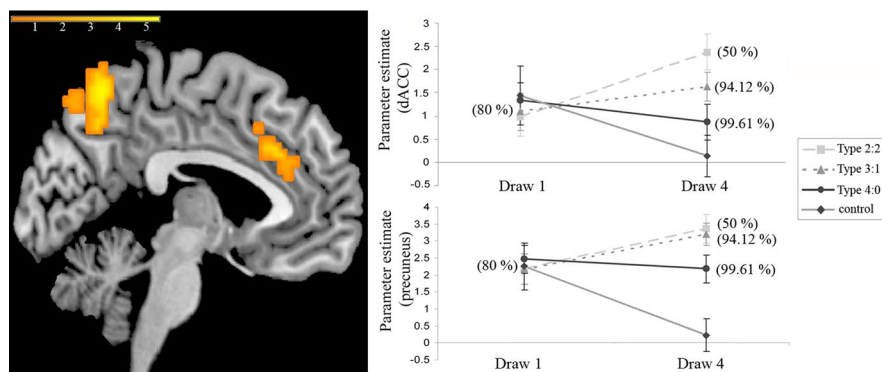 1 2 3 4 5
Parameter estimate
(dACC)
3
2.5
2
1.5
1
0.5
0
-0.5
(80 %)
(50 %)
(94.12 %)
(99.61 %)
Draw 1 Draw 4
Type 2:2
Type 3:1
Type 4:0
control
Parameter estimate
(precuneus)
4
3.5
3
2.5
2
1.5
1
0.5
0
-0.5
(80 %)
(50 %)
(94.12 %)
(99.61 %)
Draw 1 Draw 4